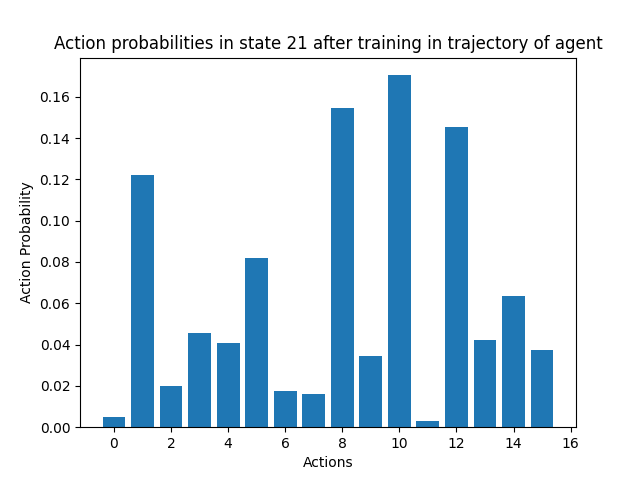 Action probabilities in state 21 after training in trajectory of agent
0.16
0.14
0.12
0.10
0.08
0.06
0.04
0.02
0.00
Action Probability
0 2 4 6 8 10 12 14 16
Actions